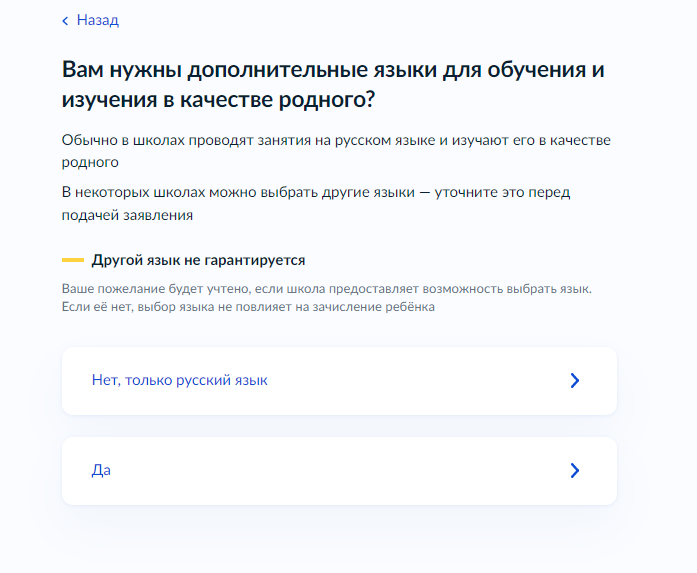 Назад
Вам нужны дополнительные языки для обучения и
изучения в качестве родного?
Обычно в школах проводят занятия на русском языке и изучают его в качестве
родного
В некоторых школах можно выбрать другие языки — уточните это перед
подачей заявления
Другой язык не гарантируется
Ваше пожелание будет учтено, если школа предоставляет возможность выбрать язык.
Если её нет, выбор языка не повлияет на зачисление ребёнка
Нет, только русский язык
Да